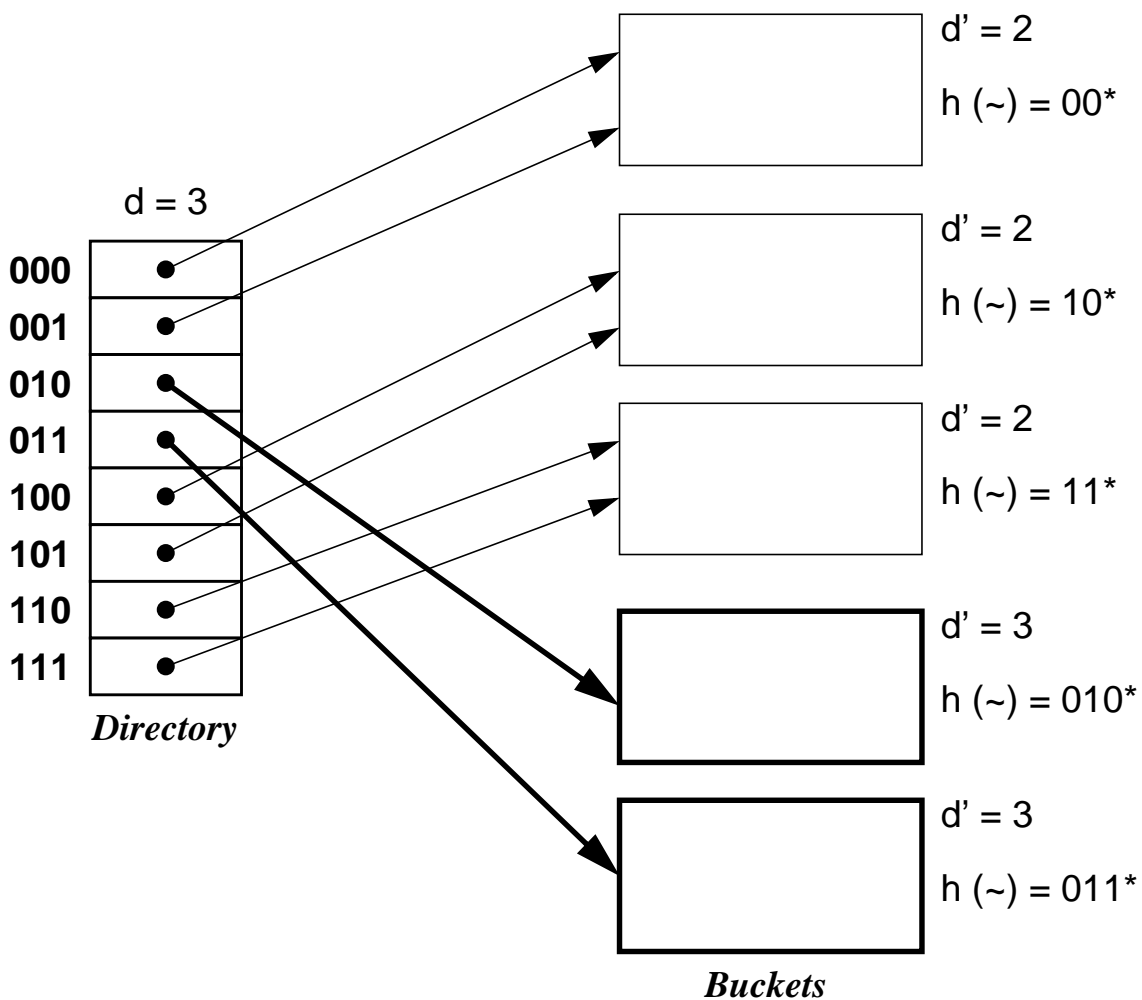 d = 3
000
001
010
011
100
101
110
111
Directory
d’ = 2
h (~) = 00*
d’ = 2
h (~) = 10*
d’ = 2
h (~) = 11*
d’ = 3
h (~) = 010*
d’ = 3
h (~) = 011*
Buckets